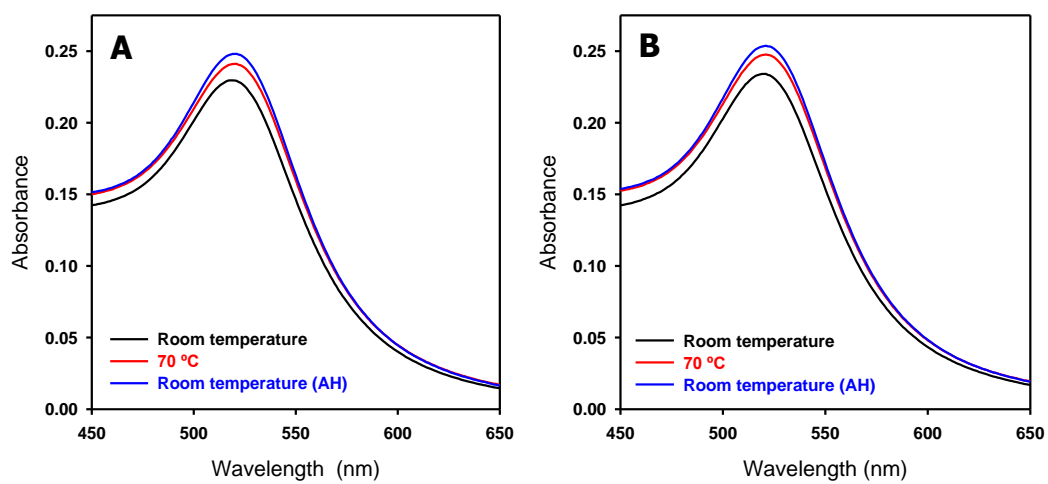 A
Absorbance
0.25
0.20
0.15
0.10
0.05
0.00
Room temperature
70 ºC
Room temperature (AH)
450
500
550
600
650
Wavelength (nm)
B
Absorbance
0.25
0.20
0.15
0.10
0.05
0.00
Room temperature
70 ºC
Room temperature (AH)
450
500
550
600
650
Wavelength (nm)